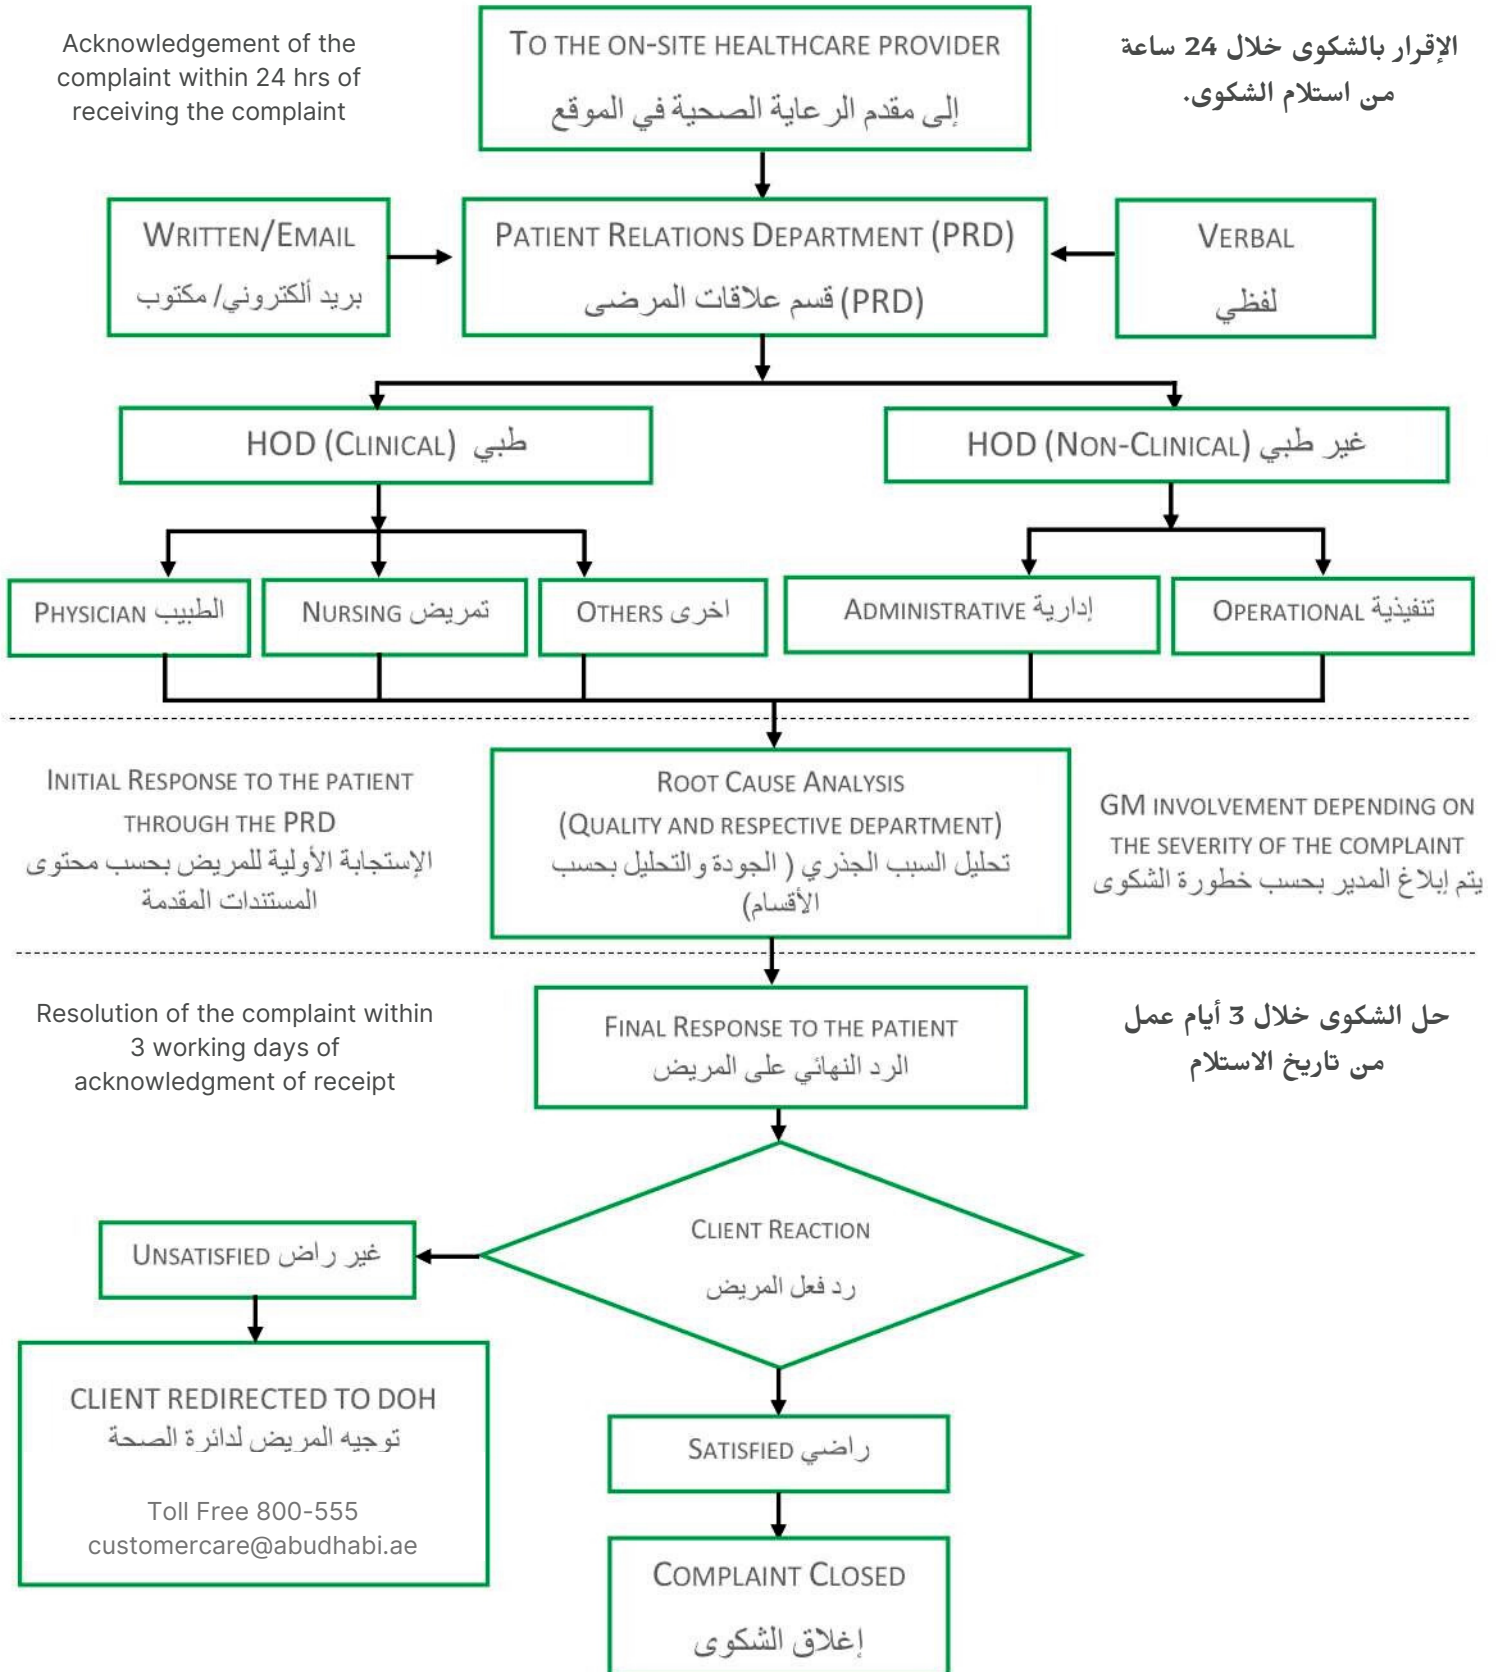 Acknowledgement of the
complaint within 24 hrs of
receiving the complaint
TO THE ON-SITE HEALTHCARE PROVIDER
إلى مقدم الرعاية الصحية في الموقع
الإقرار بالشكوى خلال 24 ساعة
من استلام الشكوى.
WRITTEN/EMAIL
بريد ألكتروني/ مكتوب
PATIENT RELATIONS DEPARTMENT (PRD)
قسم علاقات المرضى (PRD)
VERBAL
لفظي
HOD (CLINICAL) طبي
HOD (NON-CLINICAL) غير طبي
PHYSICIAN الطبيب
NURSING تمريض
OTHERS اخرى
ADMINISTRATIVE إدارية
OPERATIONAL تنفيذية
INITIAL RESPONSE TO THE PATIENT
THROUGH THE PRD
الإستجابة الأولية للمريض بحسب محتوى
المستندات المقدمة
ROOT CAUSE ANALYSIS
(QUALITY AND RESPECTIVE DEPARTMENT)
تحليل السبب الجذري ( الجودة والتحليل بحسب
الأقسام)
GM INVOLVEMENT DEPENDING ON
THE SEVERITY OF THE COMPLAINT
يتم إبلاغ المدير بحسب خطورة الشكوى
Resolution of the complaint within
3 working days of
acknowledgment of receipt
FINAL RESPONSE TO THE PATIENT
الرد النهائي على المريض
حل الشكوى خلال 3 أيام عمل
من تاريخ الاستلام
CLIENT REACTION
رد فعل المريض
UNSATISFIED غير راض
CLIENT REDIRECTED TO DOH
توجيه المريض لدائرة الصحة
Toll Free 800-555
customercare@abudhabi.ae
SATISFIED راضي
COMPLAINT CLOSED
إغلاق الشكوى